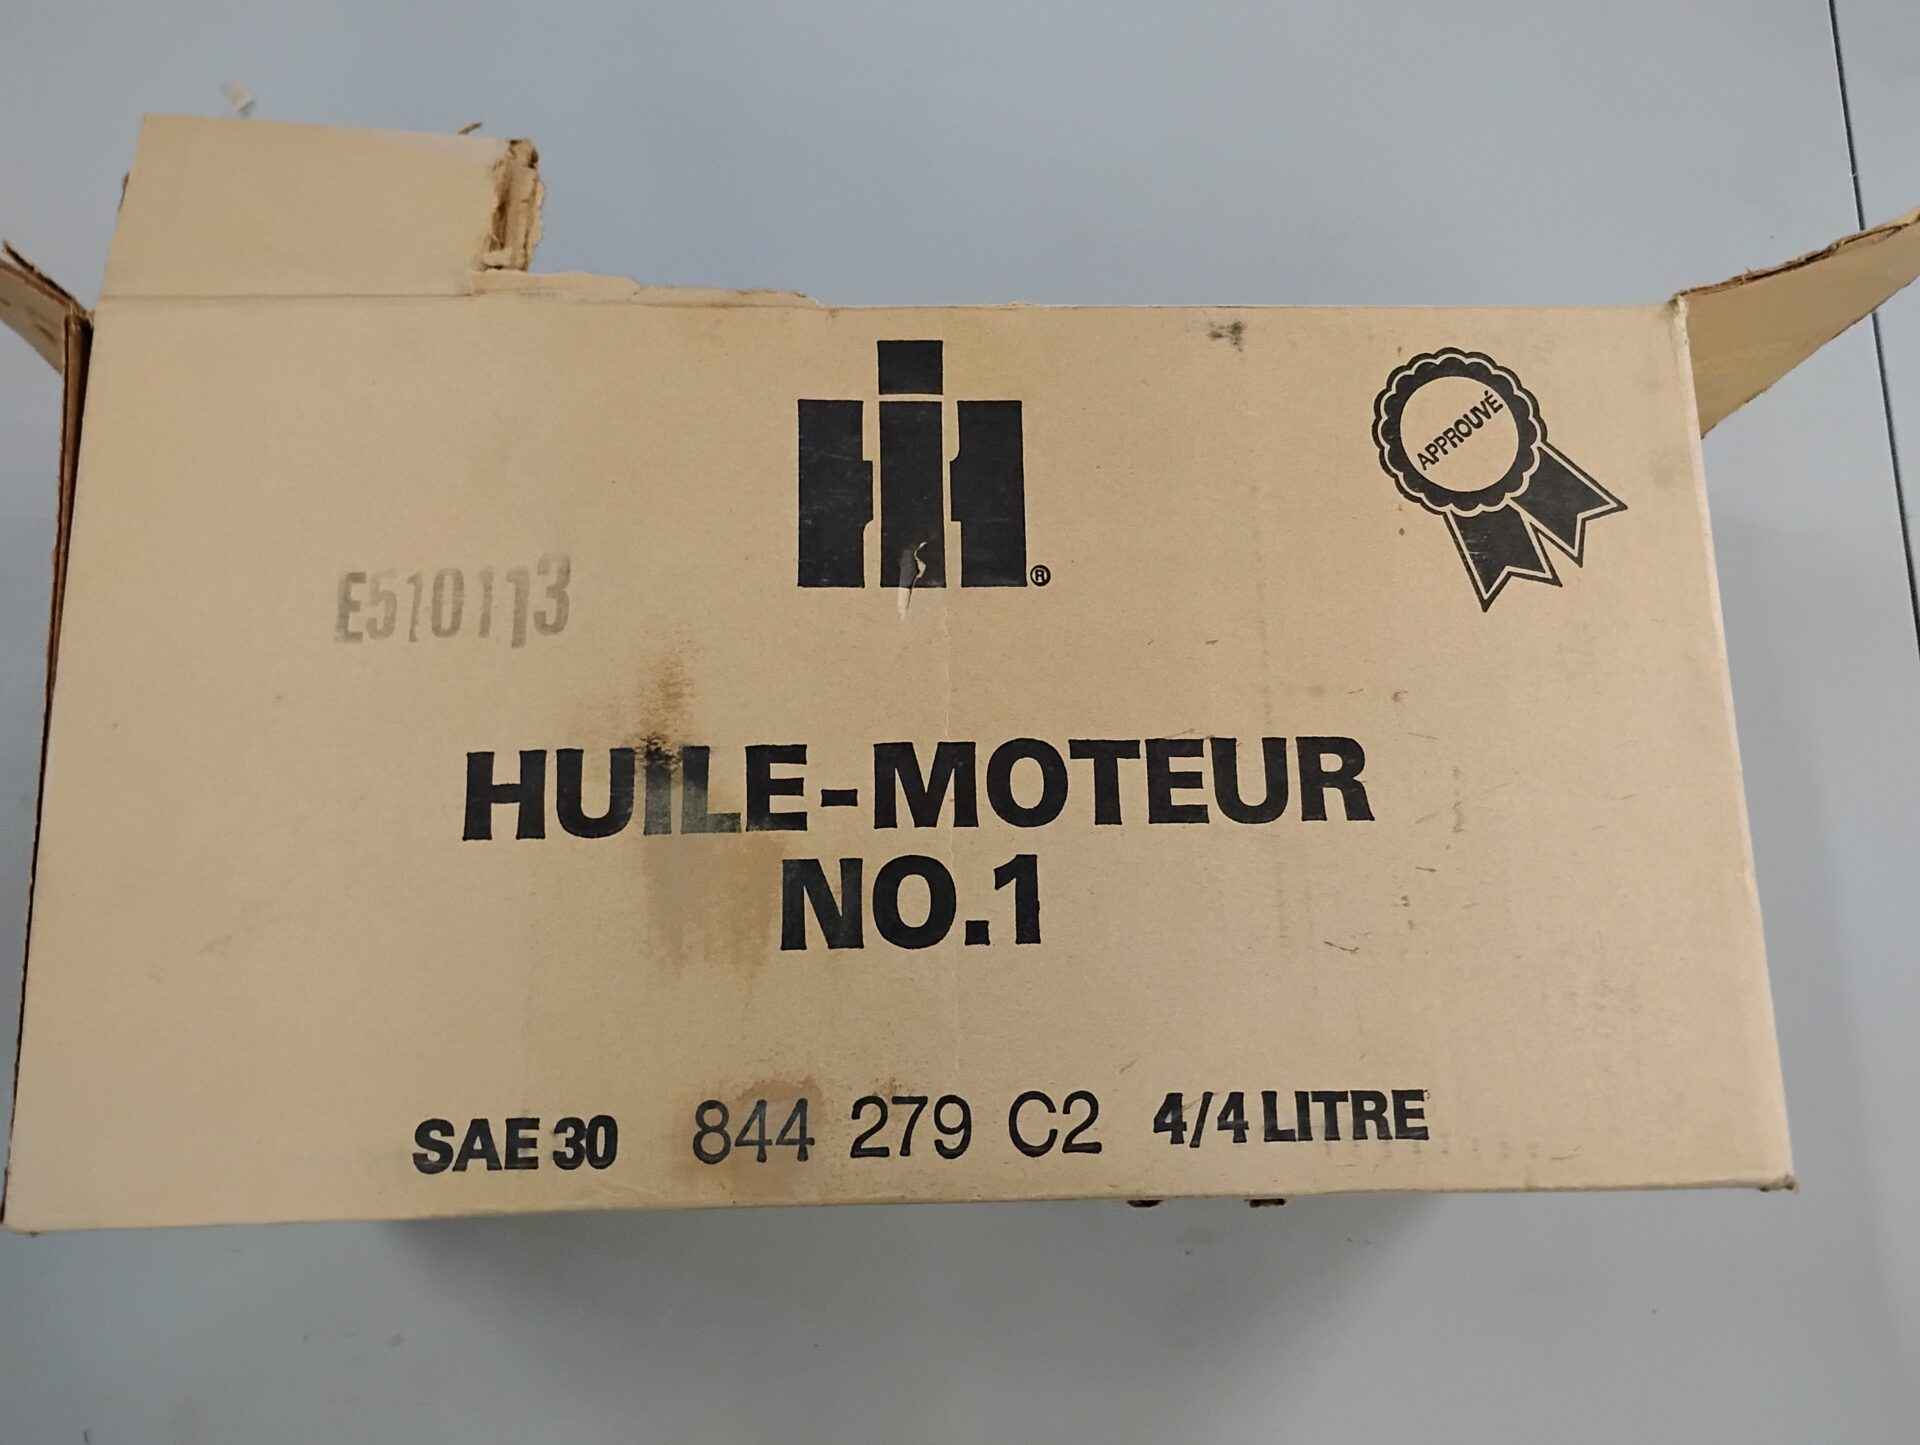 ®
APPROUVÉ
E510113
HUILE-MOTEUR
NO.1
SAE 30 844 279 C2 4/4 LITRE